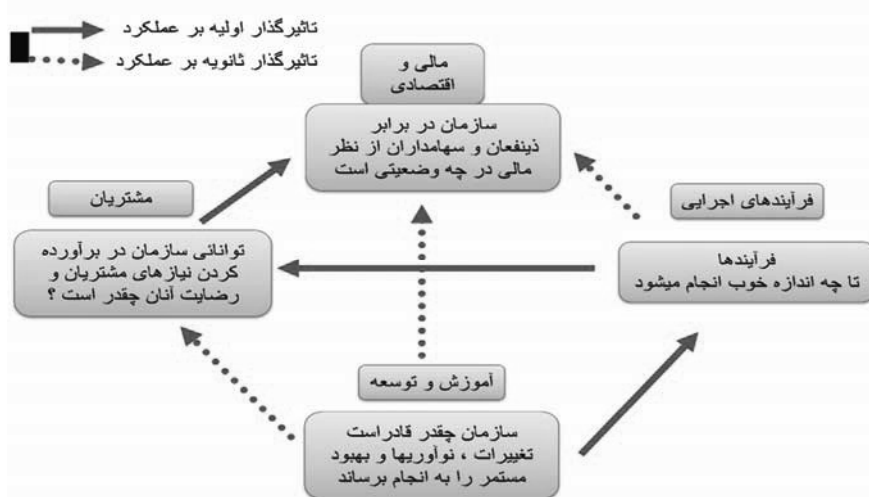 تاثیرگذار اولیه بر عملکرد
تاثیرگذار ثانویه بر عملکرد
مالی و
اقتصادی
سازمان در برابر
ذینفعان و سهامداران از نظر
مالی در چه وضعیتی است
مشتریان
توانائی سازمان در برآورده
کردن نیازهای مشتریان و
رضایت آنان چقدر است ؟
فرآیندهای اجرایی
فرآیندها
تا چه اندازه خوب انجام میشود
آموزش و توسعه
سازمان چقدر قادراست
تغییرات ، نوآوریها و بهبود
مستمر را به انجام برساند